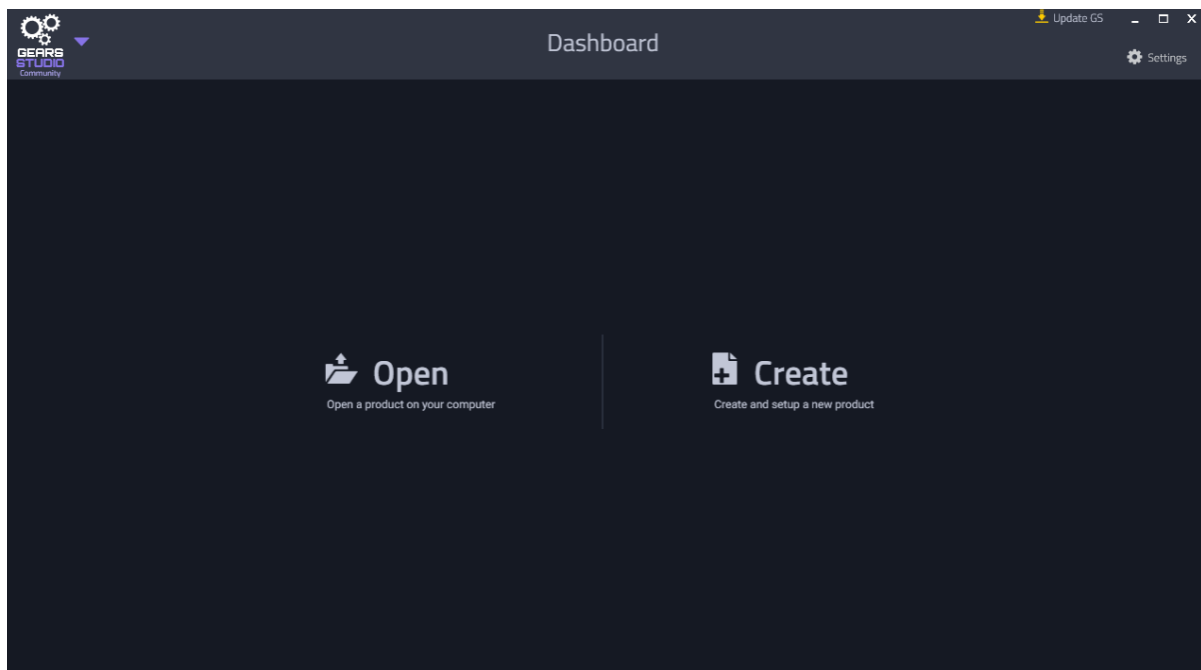 Update GS
GEARS
STUDIO
Community
Dashboard
Settings
Open
Open a product on your computer
Create
Create and setup a new product